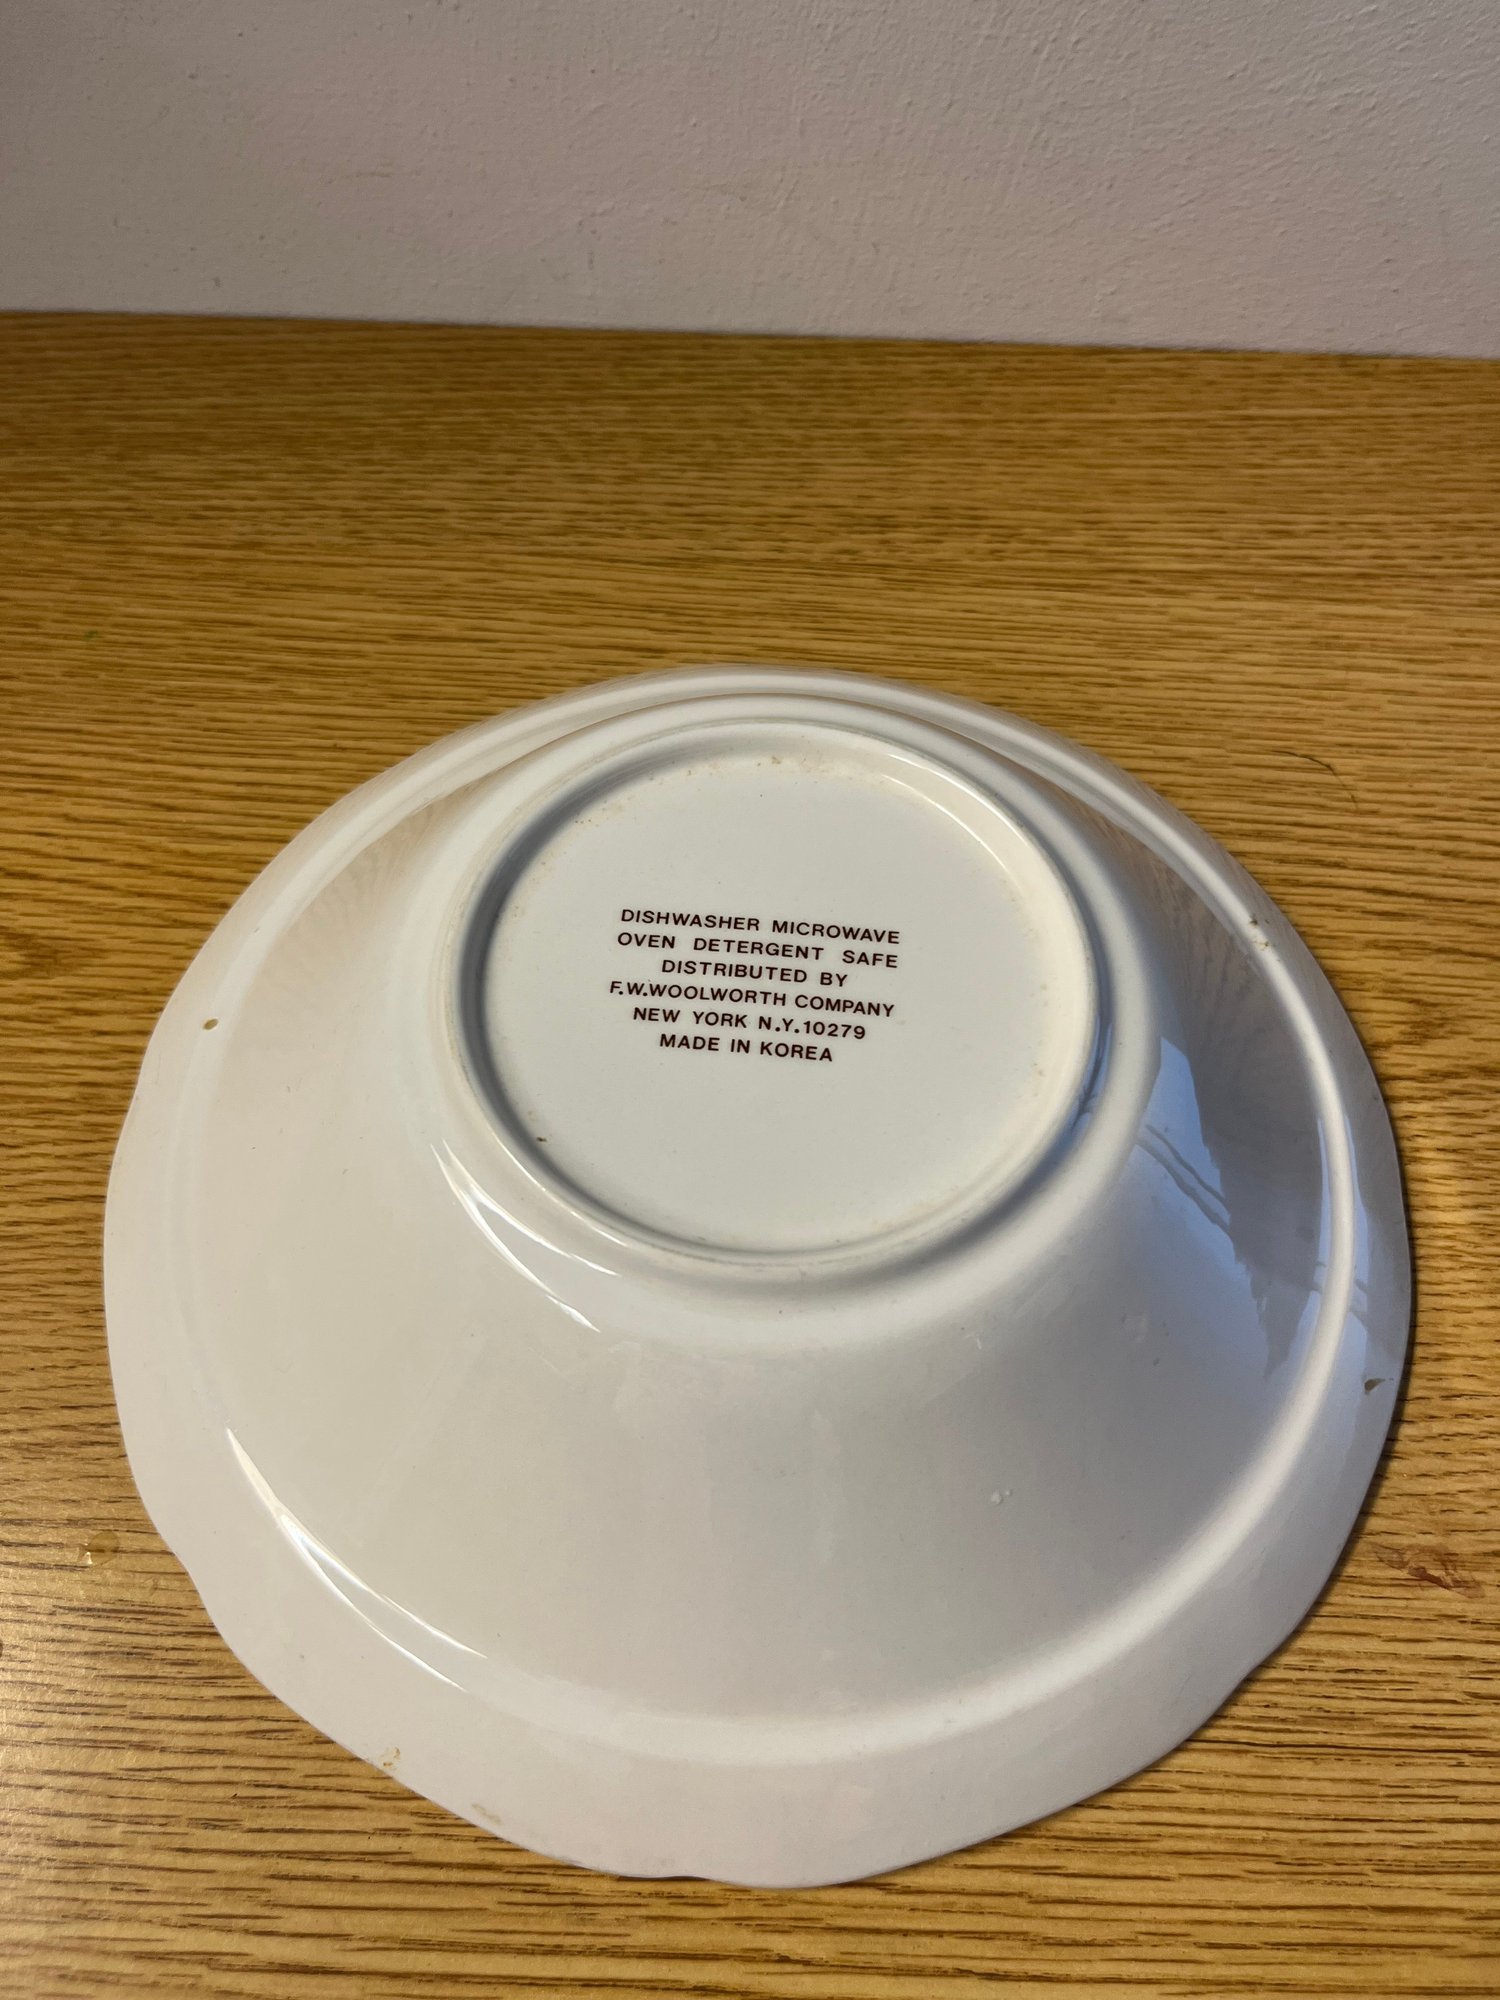 DISHWASHER MICROWAVE
OVEN DETERGENT SAFE
DISTRIBUTED BY
F.W.WOOLWORTH COMPANY
NEW YORK N.Y.10279
MADE IN KOREA